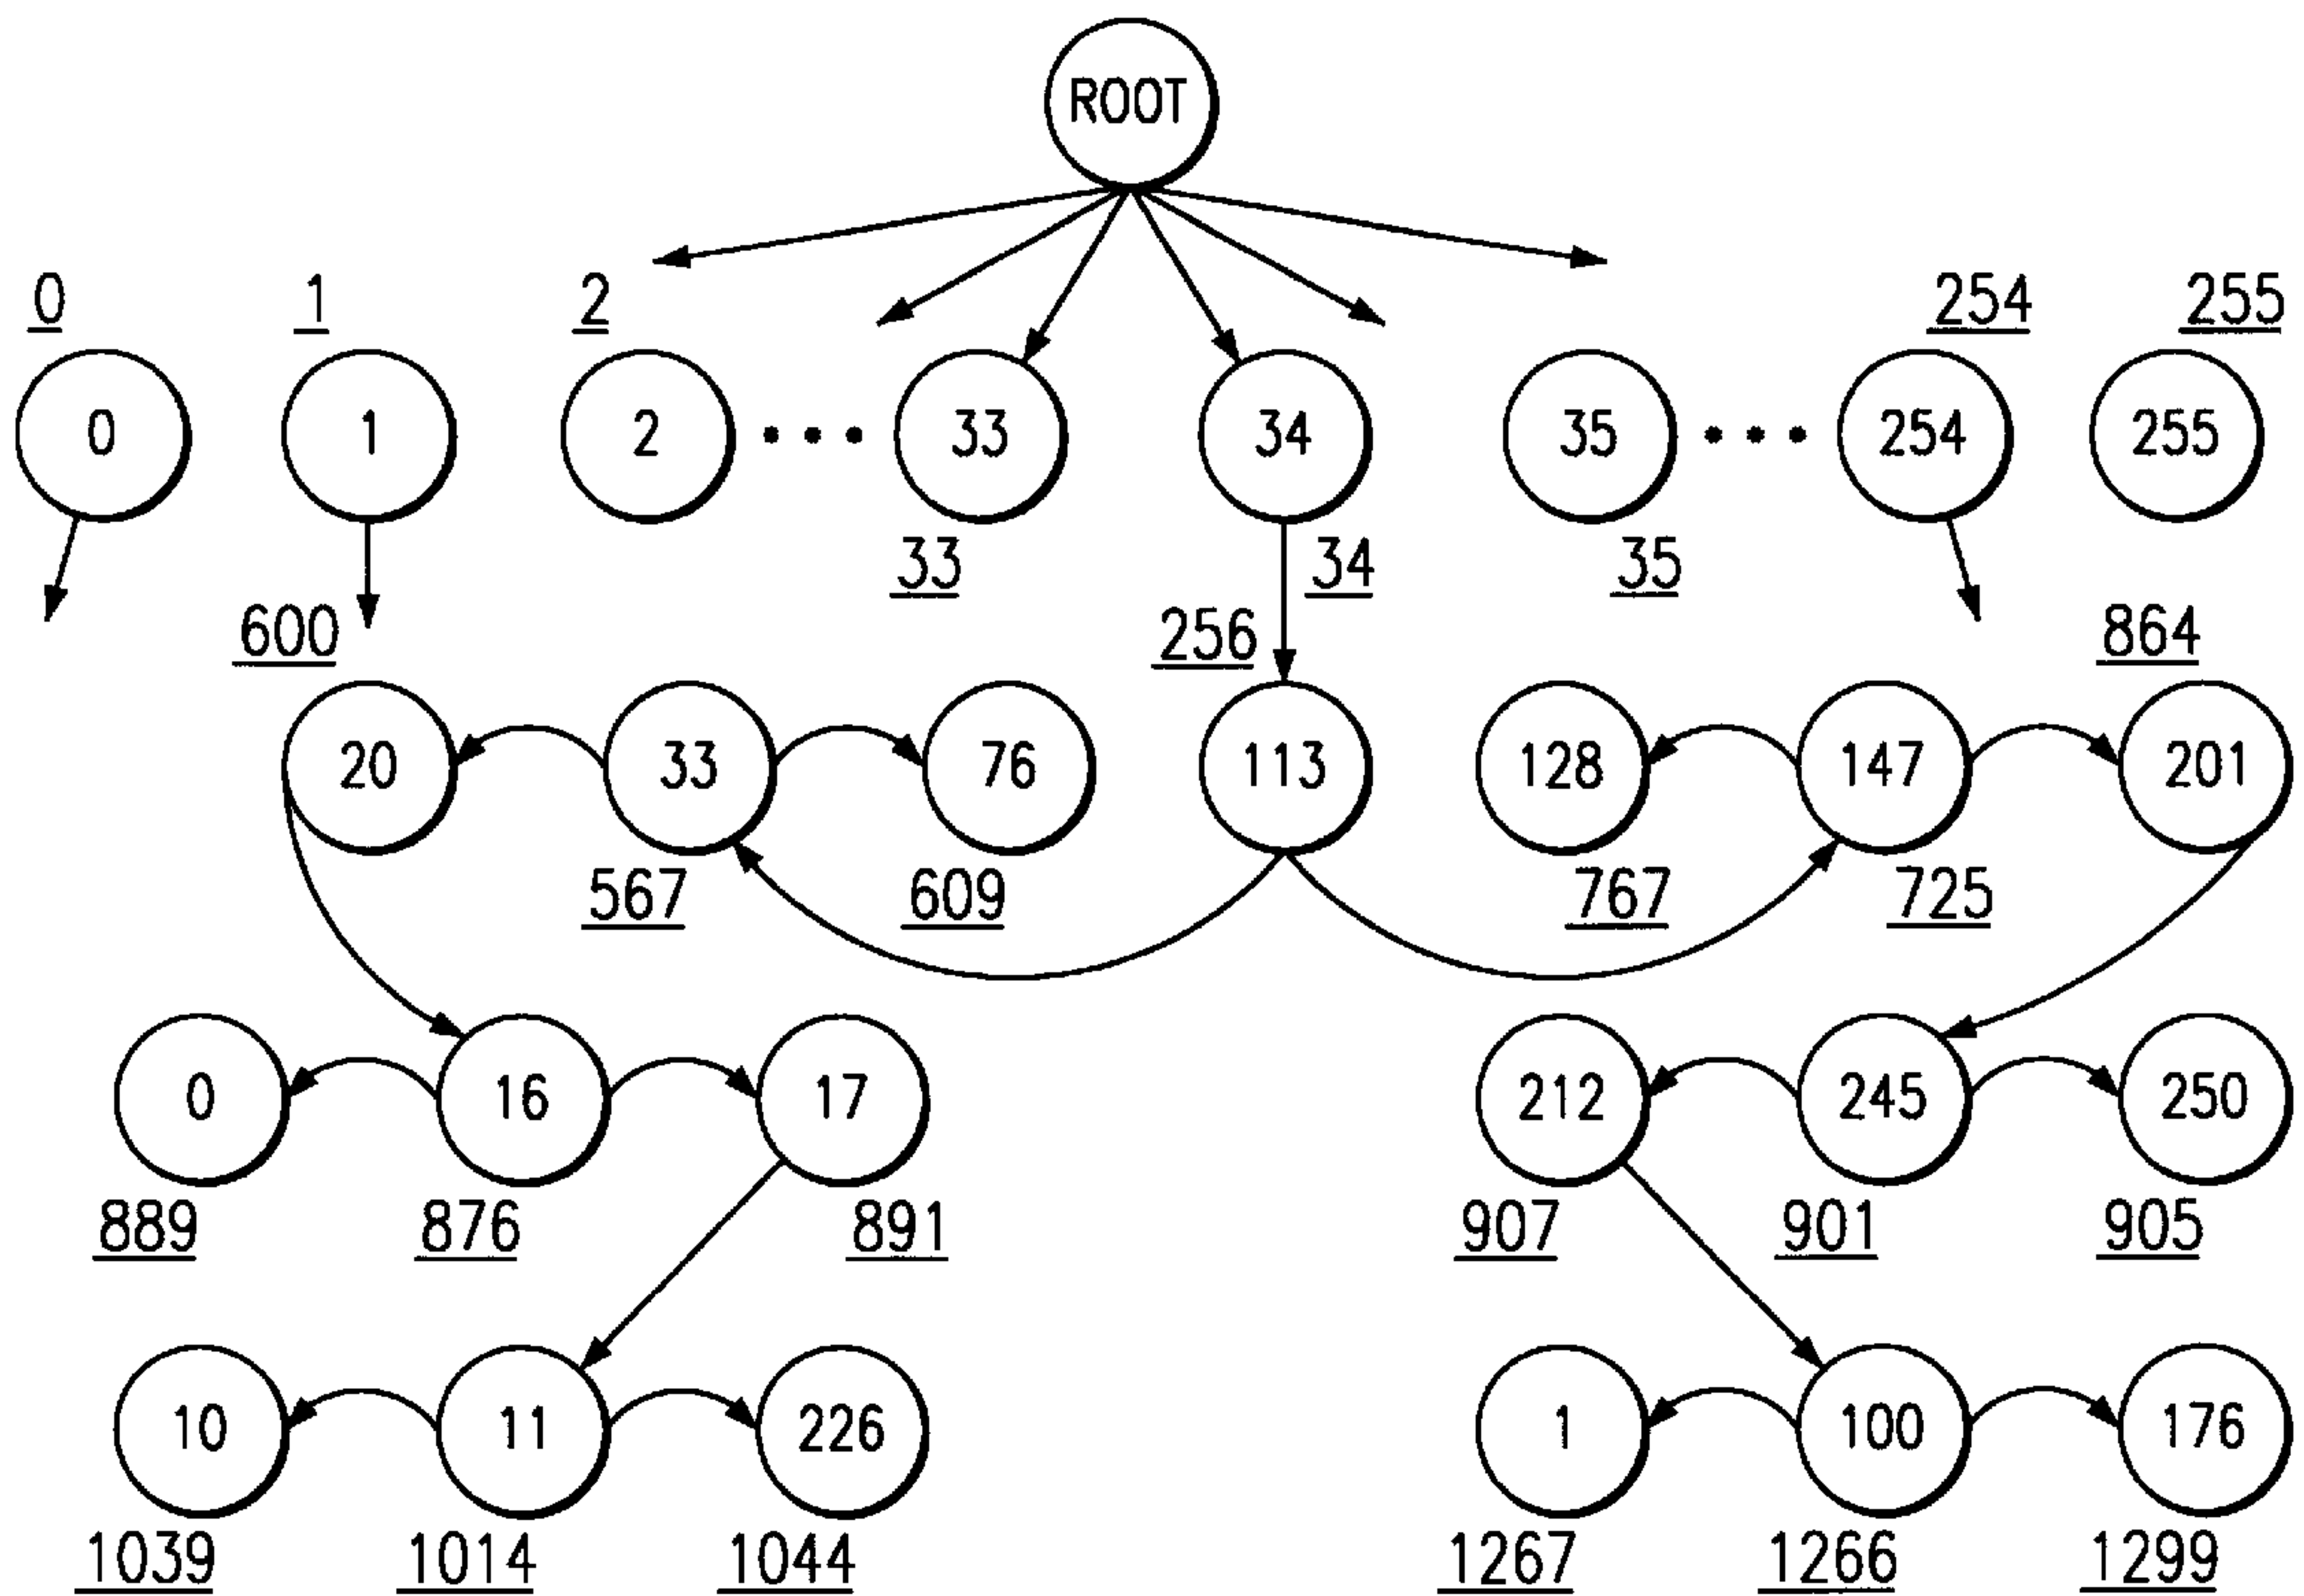 ROOT
0 1 2 254 255
0 1 2 ••• 33 34 35 ••• 254 255
33 34 35
600 256 864
20 33 76 113 128 147 201
567 609 767 725
0 16 17 212 245 250
889 876 891 907 901 905
10 11 226 1 100 176
1039 1014 1044 1267 1266 1299